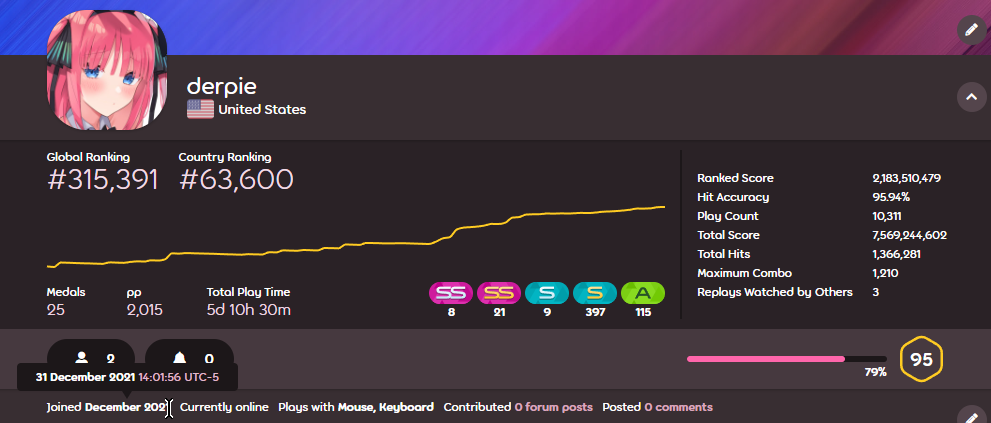 derpie
United States
Global Ranking Country Ranking
#315,391 #63,600
Medals pp Total Play Time
25 2,015 5d 10h 30m
SS SS S S A
8 21 9 397 115
Ranked Score 2,183,510,479
Hit Accuracy 95.94%
Play Count 10,311
Total Score 7,569,244,602
Total Hits 1,366,281
Maximum Combo 1,210
Replays Watched by Others 3
2 0
79% 95
31 December 2021 14:01:56 UTC-5
Joined December 2021 Currently online Plays with Mouse, Keyboard Contributed 0 forum posts Posted 0 comments